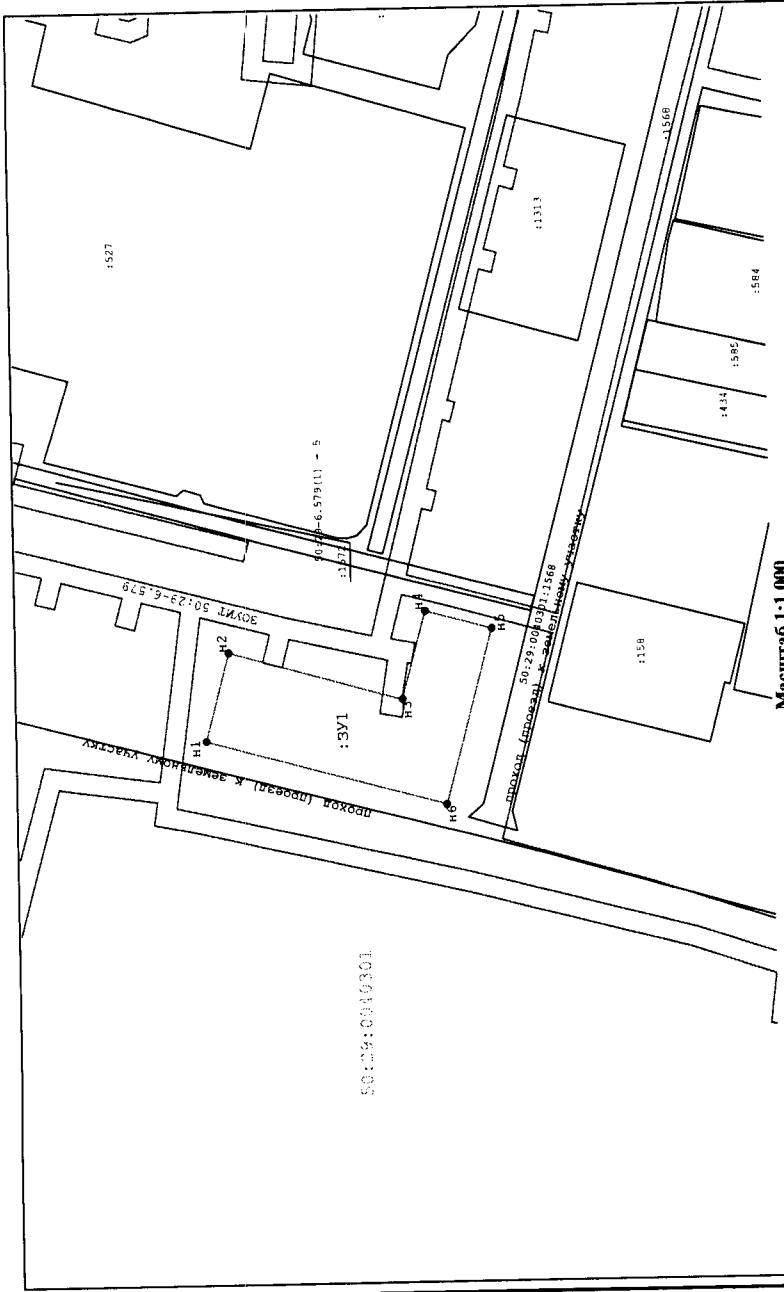 :527
:1313
:1568
:584
:585
:434
50:29-6.579(1) - 5
:1572
ЗОУИТ 50:29-6.579
н2
н1
:ЗУ1
н3
н4
н5
н6
проход (проезд) к земельному участку
50:29:0040301:1568
проход (проезд) к земельному участку
:158
50:29:0040301
Масштаб 1:1 000